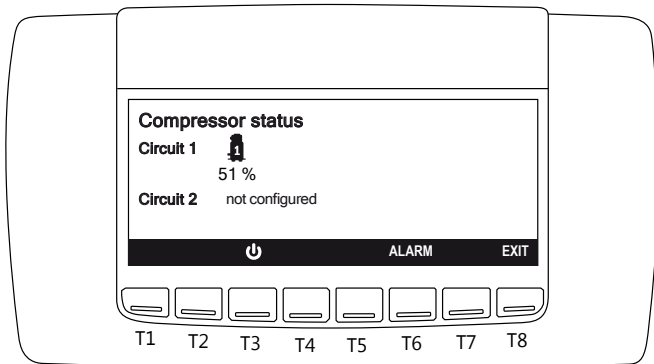 Compressor status
Circuit 1 1
51 %
Circuit 2 not configured
ALARM EXIT
T1 T2 T3 T4 T5 T6 T7 T8